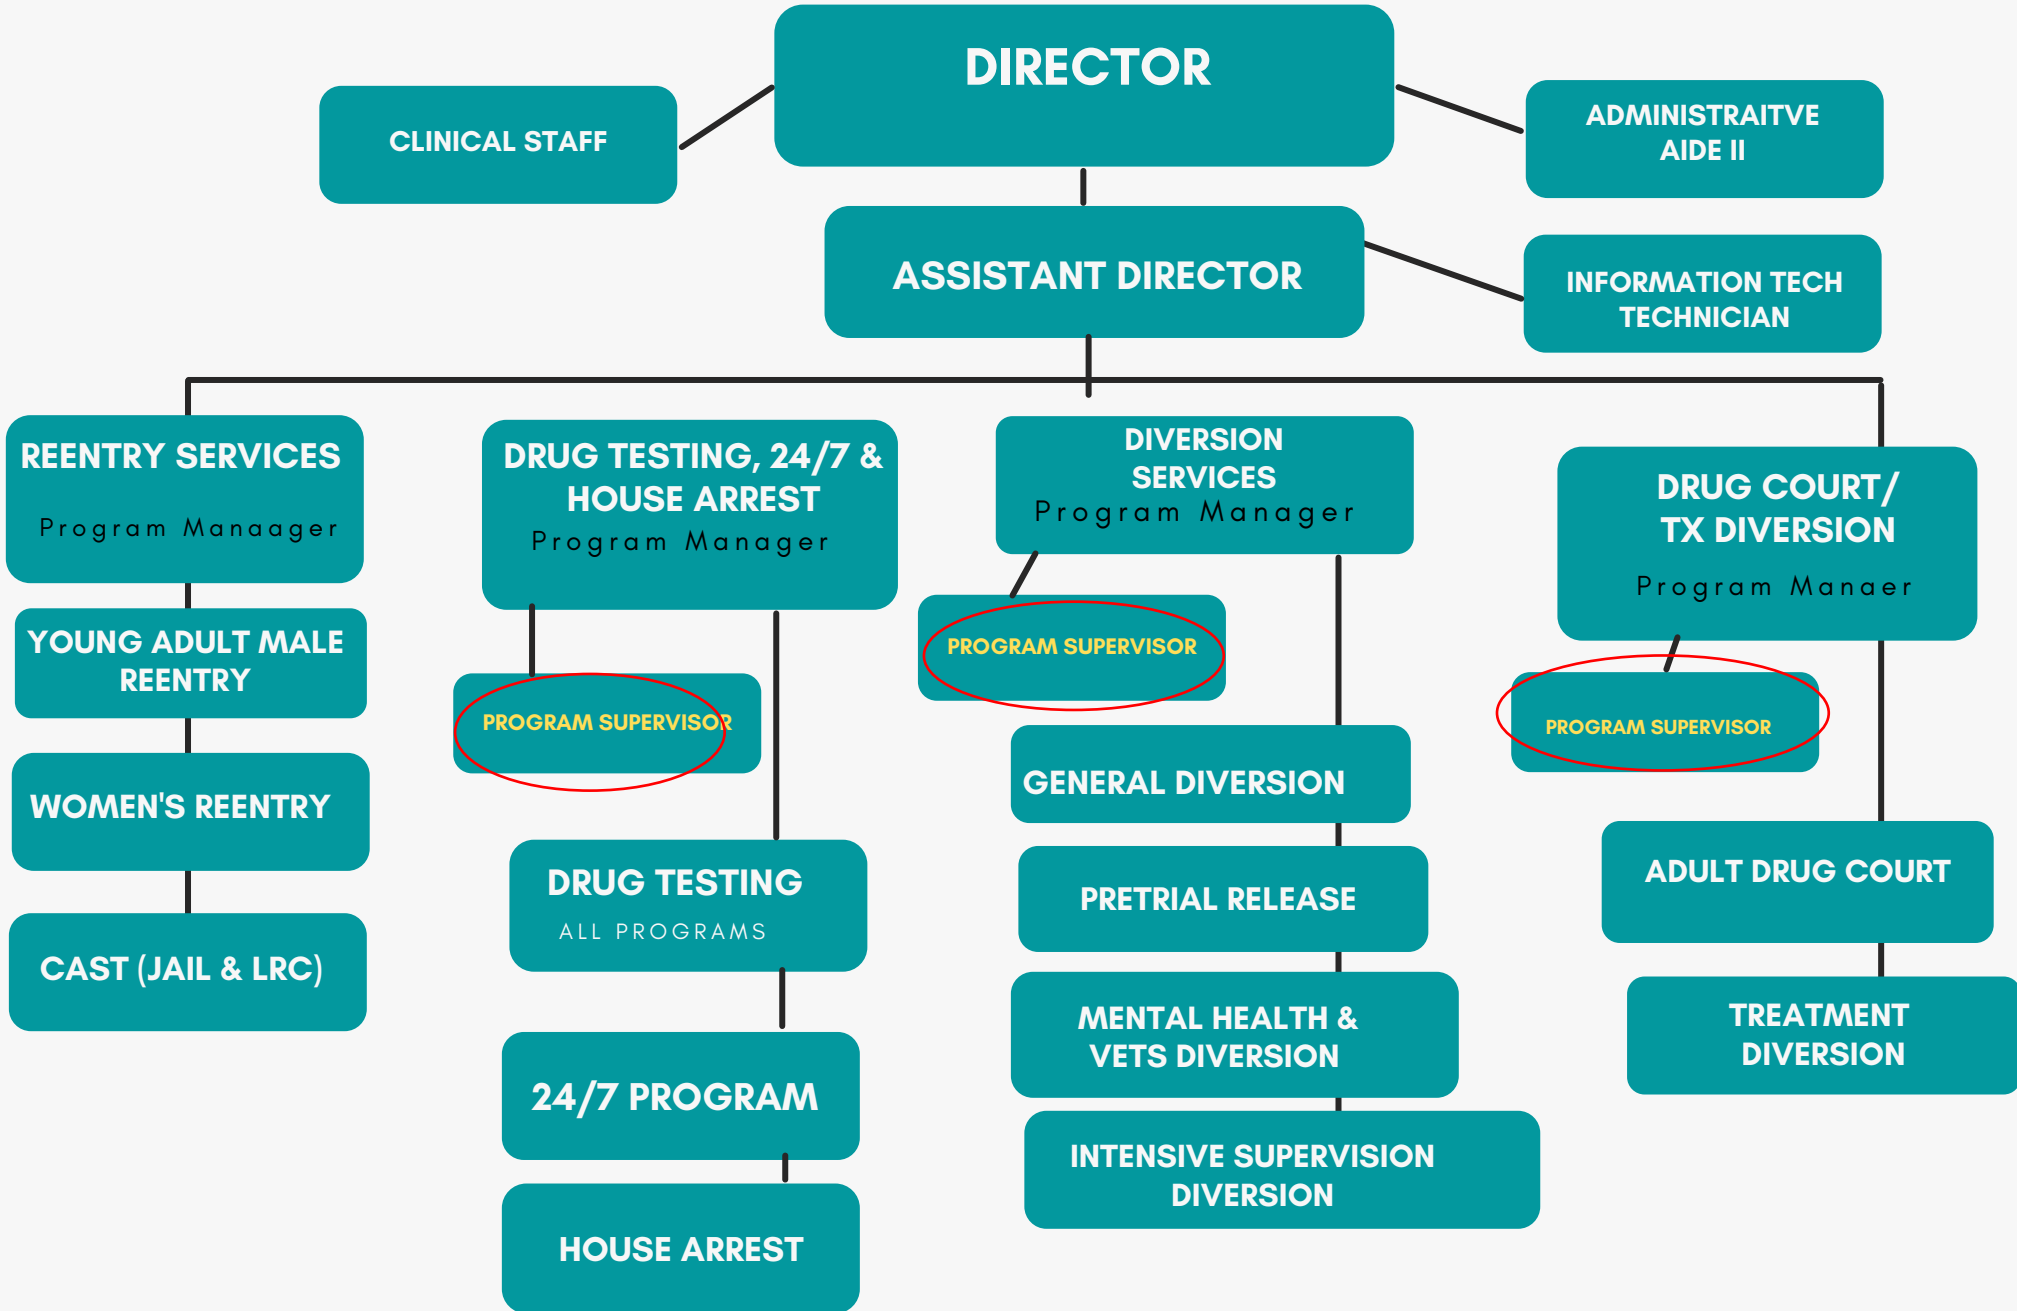 DIRECTOR
CLINICAL STAFF
ADMINISTRAITVE
AIDE II
ASSISTANT DIRECTOR
INFORMATION TECH
TECHNICIAN
REENTRY SERVICES
Program Manaager
YOUNG ADULT MALE
REENTRY
WOMEN'S REENTRY
CAST (JAIL & LRC)
DRUG TESTING, 24/7 &
HOUSE ARREST
Program Manager
PROGRAM SUPERVISOR
DRUG TESTING
ALL PROGRAMS
24/7 PROGRAM
HOUSE ARREST
DIVERSION
SERVICES
Program Manager
PROGRAM SUPERVISOR
GENERAL DIVERSION
PRETRIAL RELEASE
MENTAL HEALTH &
VETS DIVERSION
INTENSIVE SUPERVISION
DIVERSION
DRUG COURT/
TX DIVERSION
Program Manaer
PROGRAM SUPERVISOR
ADULT DRUG COURT
TREATMENT
DIVERSION